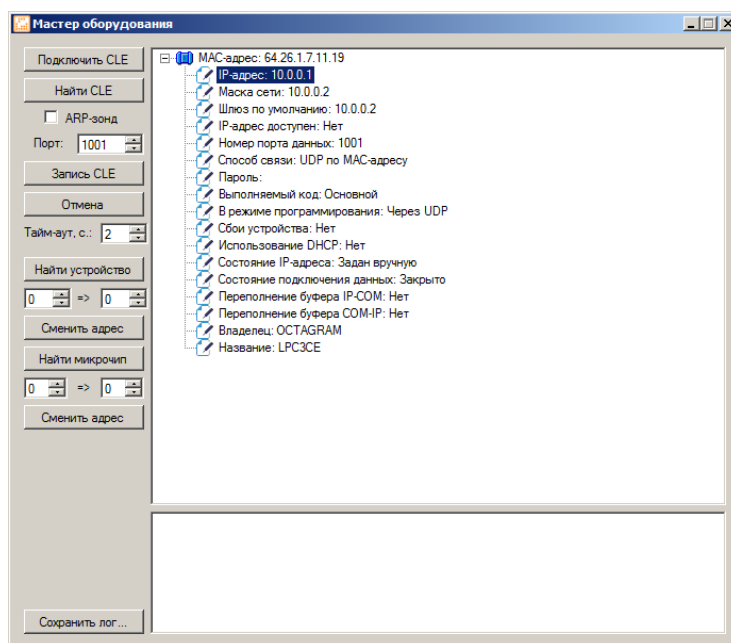 Мастер оборудования
Подключить CLE
Найти CLE
ARP-зонд
Порт: 1001
Запись CLE
Отмена
Тайм-аут, с.: 2
Найти устройство
0 => 0
Сменить адрес
Найти микрочип
0 => 0
Сменить адрес
Сохранить лог...
MAC-адрес: 64.26.1.7.11.19
IP-адрес: 10.0.0.1
Маска сети: 10.0.0.2
Шлюз по умолчанию: 10.0.0.2
IP-адрес доступен: Нет
Номер порта данных: 1001
Способ связи: UDP по MAC-адресу
Пароль:
Выполняемый код: Основной
В режиме программирования: Через UDP
Сбои устройства: Нет
Использование DHCP: Нет
Состояние IP-адреса: Задан вручную
Состояние подключения данных: Закрыто
Переполнение буфера IP-COM: Нет
Переполнение буфера COM-IP: Нет
Владелец: OCTAGRAM
Название: LPC3CE